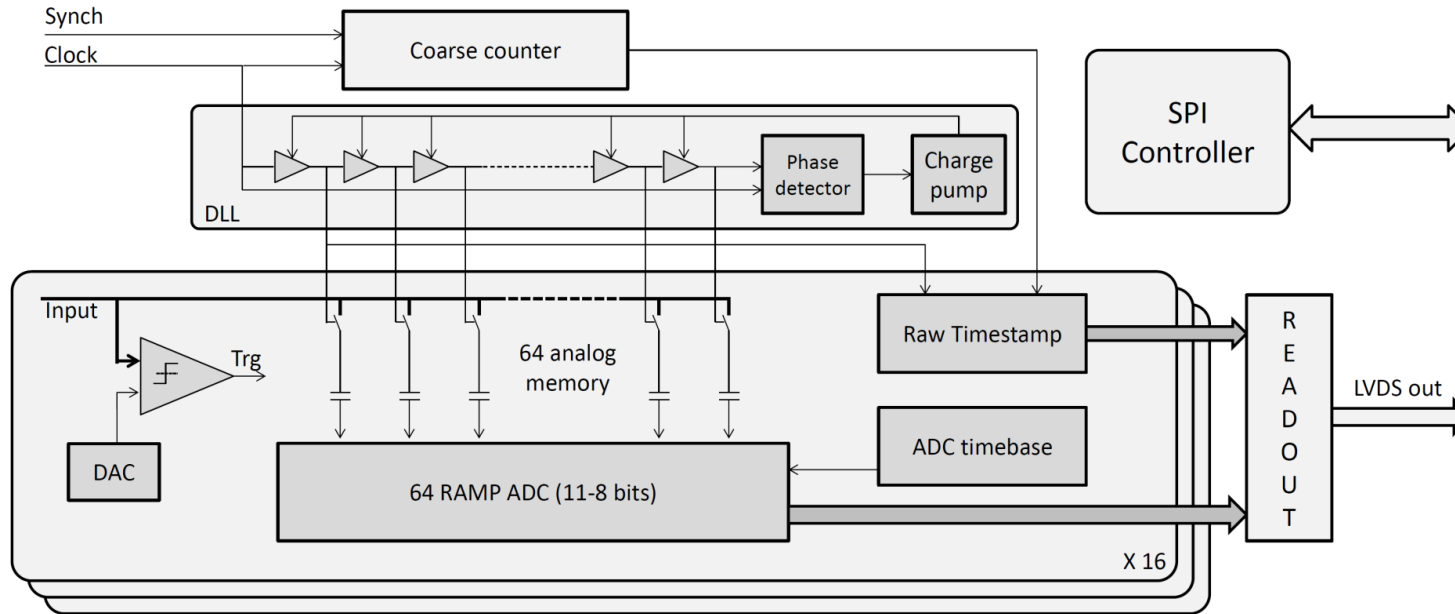 Synch
Clock
Coarse counter
SPI
Controller
Phase
detector
Charge
pump
DLL
Input
Trg
64 analog
memory
Raw Timestamp
DAC
ADC timebase
64 RAMP ADC (11-8 bits)
X 16
R
E
A
D
O
U
T
LVDS out